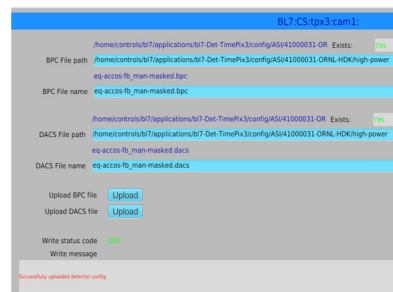 BL7:CS:tpx3:cam1:
/home/controls/bl7/applications/bl7-Det-TimePix3/config/ASI/41000031-OR Exists: Yes
BPC File path /home/controls/bl7/applications/bl7-Det-TimePix3/config/ASI/41000031-ORNL-HDK/high-power
eq-accos-fb_man-masked.bpc
BPC File name eq-accos-fb_man-masked.bpc
/home/controls/bl7/applications/bl7-Det-TimePix3/config/ASI/41000031-OR Exists: Yes
DACS File path /home/controls/bl7/applications/bl7-Det-TimePix3/config/ASI/41000031-ORNL-HDK/high-power
eq-accos-fb_man-masked.dacs
DACS File name eq-accos-fb_man-masked.dacs
Upload BPC file Upload
Upload DACS file Upload
Write status code 200
Write message
Successfully uploaded detector config.